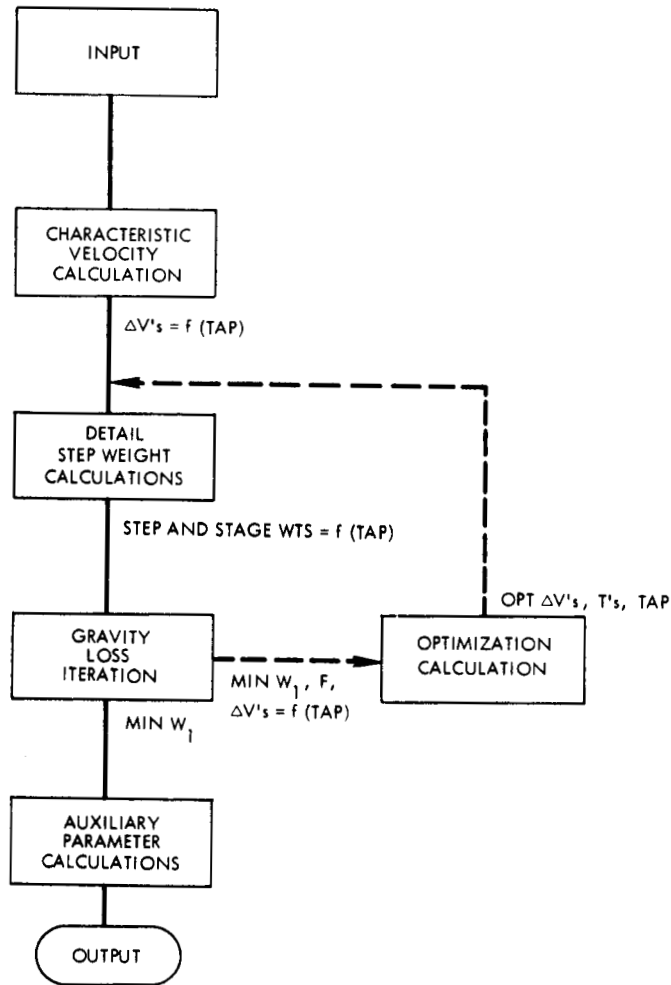 INPUT
CHARACTERISTIC
VELOCITY
CALCULATION
ΔV's = f (TAP)
DETAIL
STEP WEIGHT
CALCULATIONS
STEP AND STAGE WTS = f (TAP)
OPT ΔV's, T's, TAP
GRAVITY
LOSS
ITERATION
OPTIMIZATION
CALCULATION
MIN W₁, F,
ΔV's = f (TAP)
MIN W₁
AUXILIARY
PARAMETER
CALCULATIONS
OUTPUT